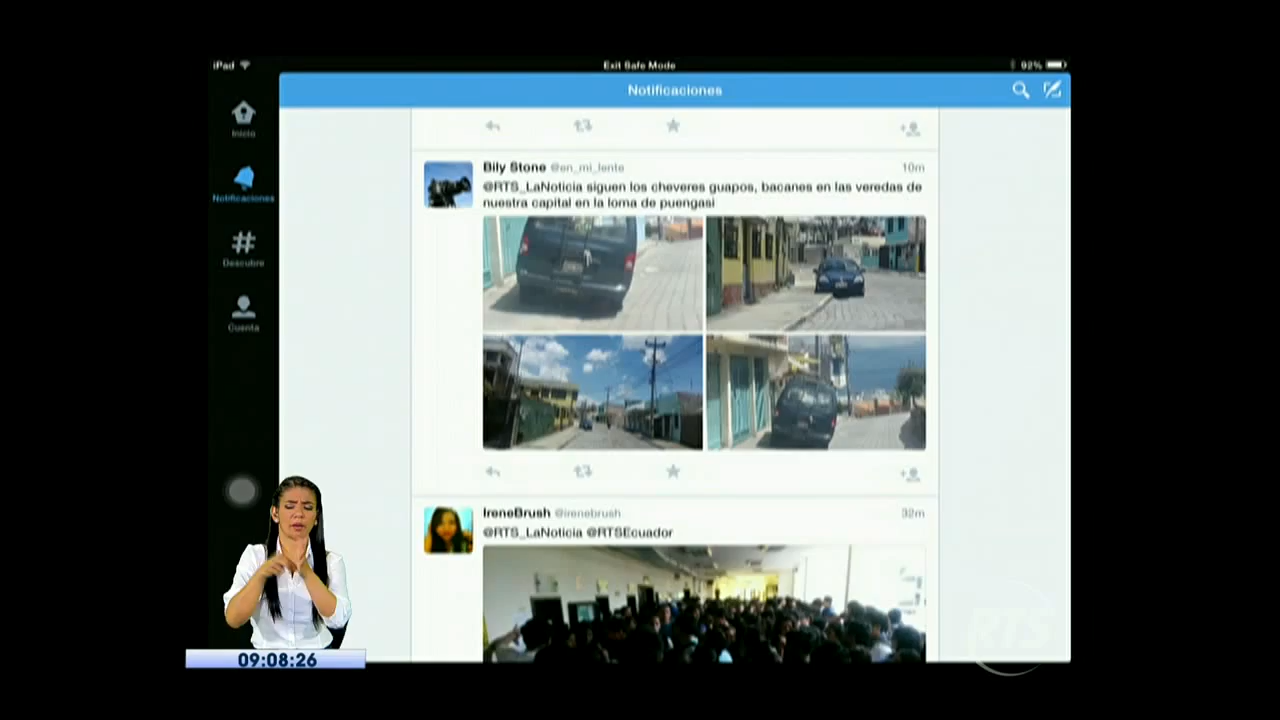 iPad
Exit Safe Mode
92%
Notificaciones
Inicio
Notificaciones
Descubre
Cuenta
Bily Stone @en_mi_lente
10m
@RTS_LaNoticia siguen los cheveres guapos, bacanes en las veredas de
nuestra capital en la loma de puengasi
IreneBrush @irenebrush
32m
@RTS_LaNoticia @RTSEcuador
RTS
09:08:26